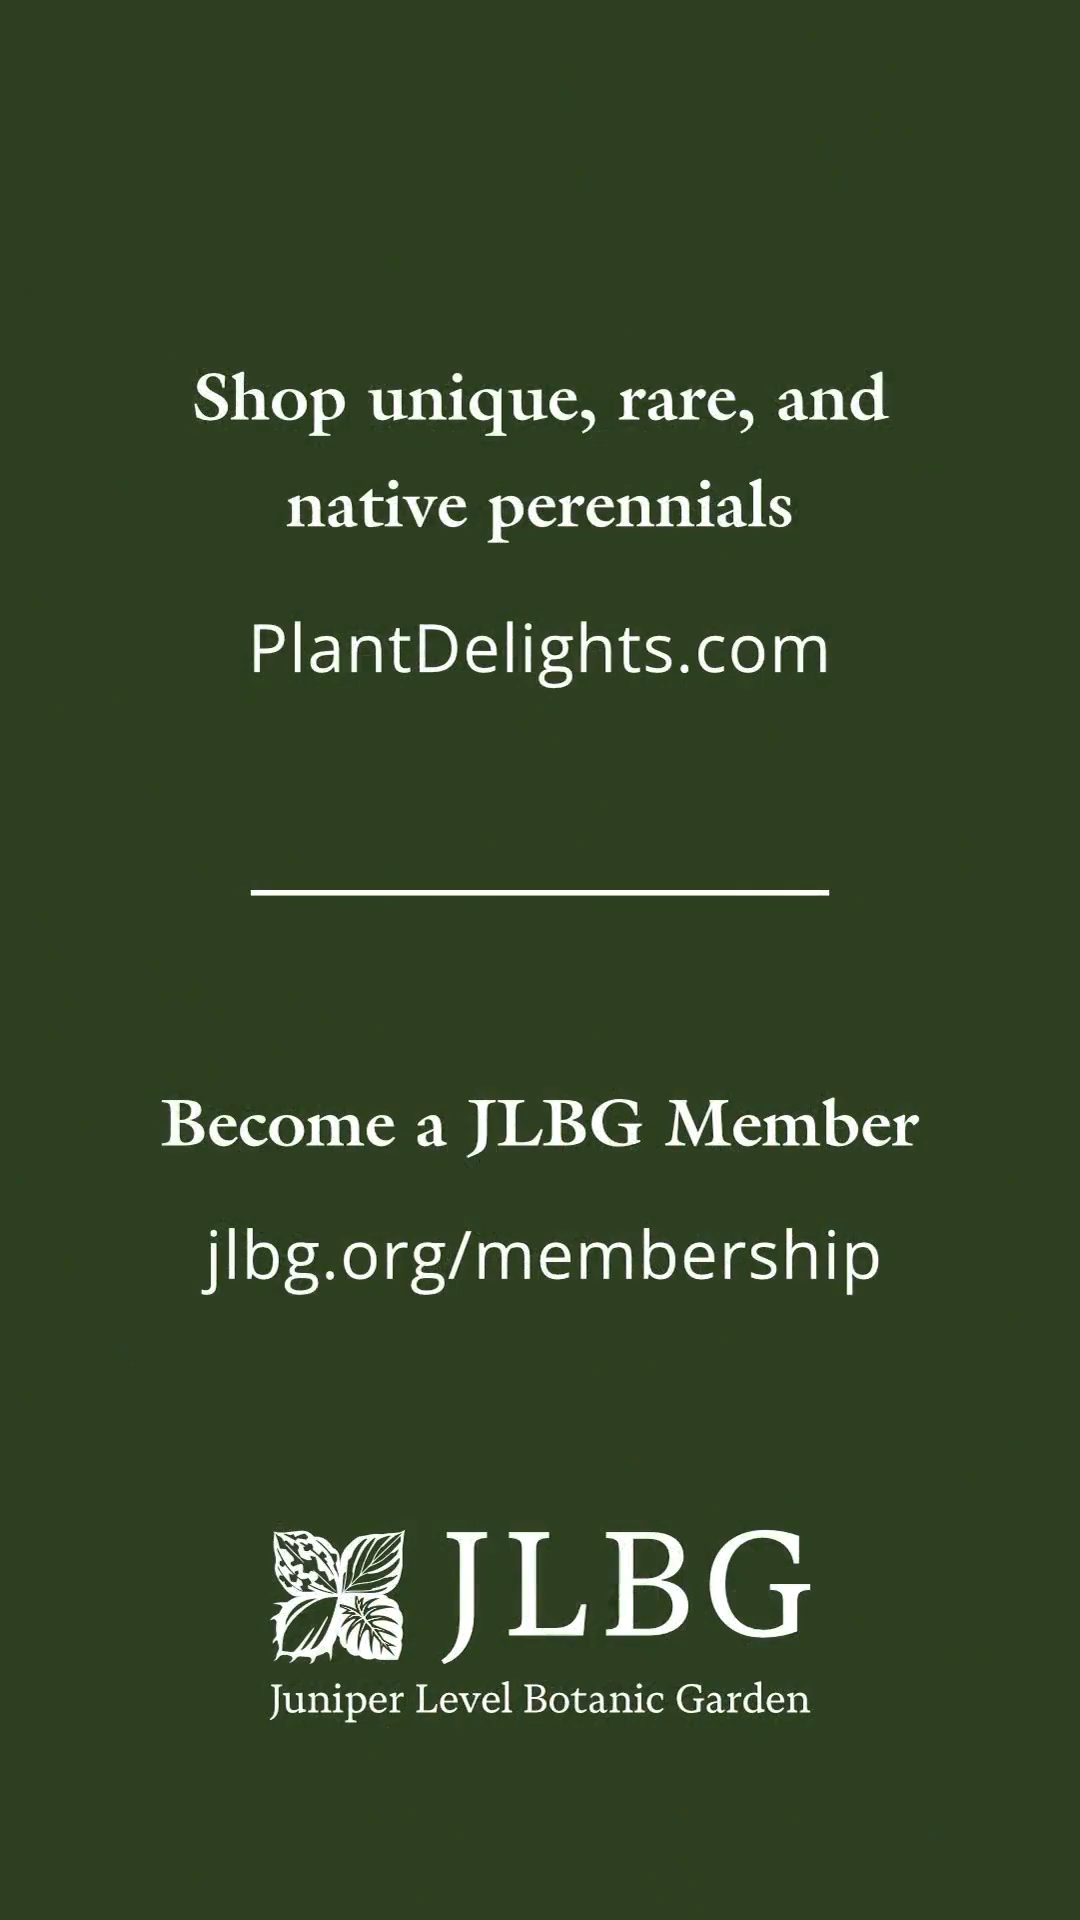 Shop unique, rare, and
native perennials
PlantDelights.com
Become a JLBG Member
jlbg.org/membership
JLBG
Juniper Level Botanic Garden